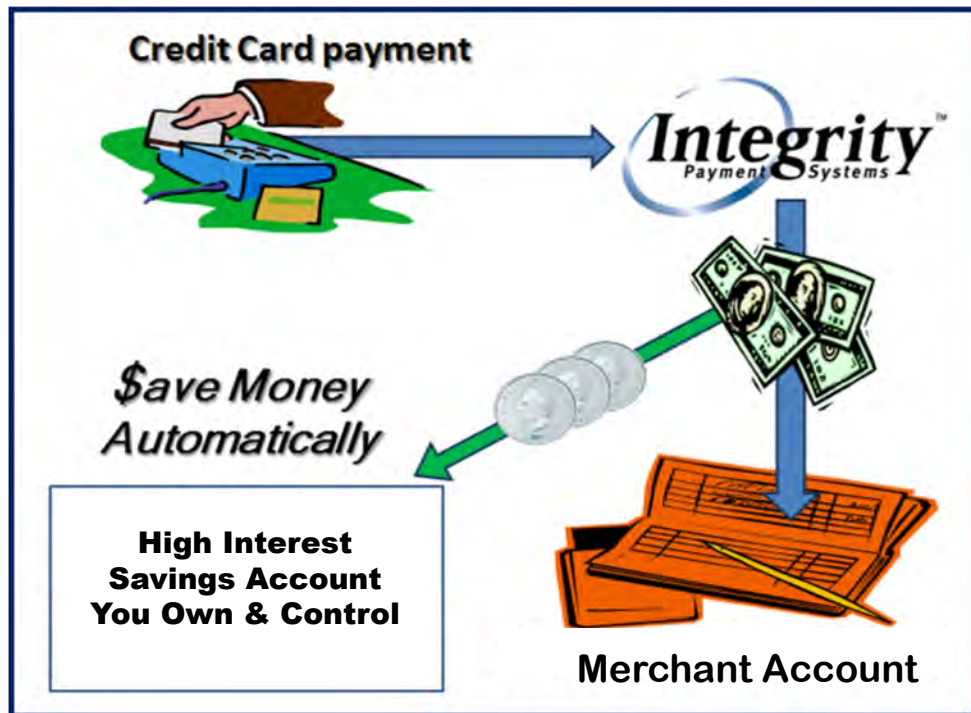 Credit Card payment
Integrity™
Payment Systems
$ave Money
Automatically
High Interest
Savings Account
You Own & Control
Merchant Account